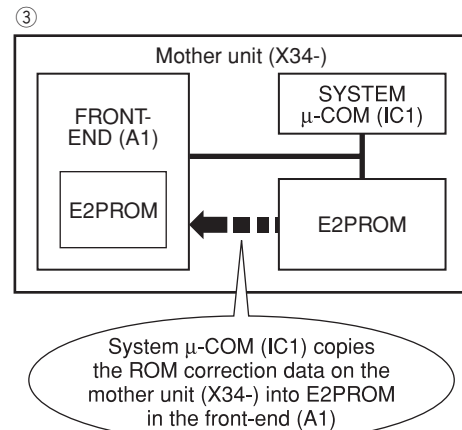 ③
Mother unit (X34-)
FRONT-
END (A1)
E2PROM
SYSTEM
μ-COM (IC1)
E2PROM
System μ-COM (IC1) copies
the ROM correction data on the
mother unit (X34-) into E2PROM
in the front-end (A1)